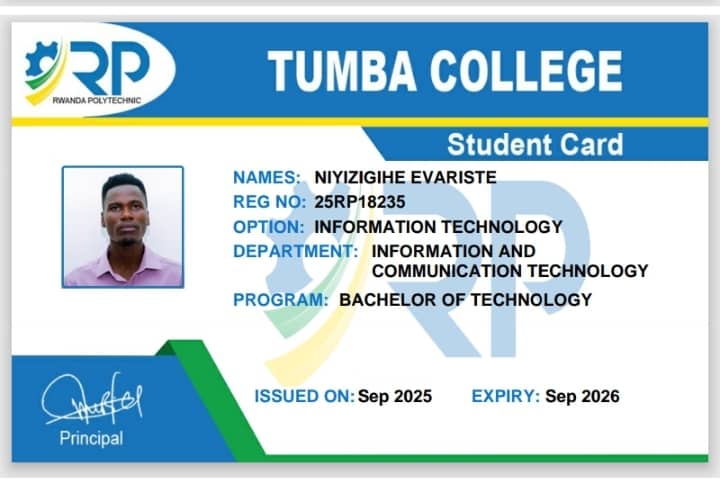 RP
RWANDA POLYTECHNIC
TUMBA COLLEGE
Student Card
NAMES: NIYIZIGIHE EVARISTE
REG NO: 25RP18235
OPTION: INFORMATION TECHNOLOGY
DEPARTMENT: INFORMATION AND
COMMUNICATION TECHNOLOGY
PROGRAM: BACHELOR OF TECHNOLOGY
RP
ISSUED ON: Sep 2025 EXPIRY: Sep 2026
Principal